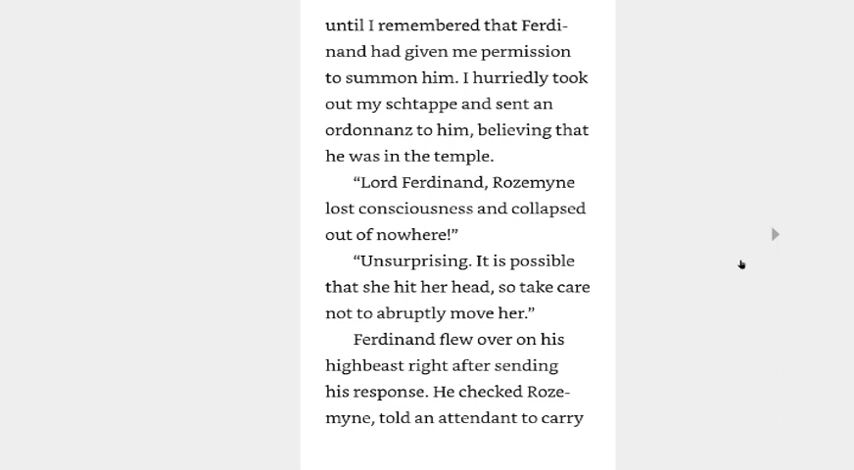 until I remembered that Ferdi-
nand had given me permission
to summon him. I hurriedly took
out my schtappe and sent an
ordonnanz to him, believing that
he was in the temple.
“Lord Ferdinand, Rozemyne
lost consciousness and collapsed
out of nowhere!”
“Unsurprising. It is possible
that she hit her head, so take care
not to abruptly move her.”
Ferdinand flew over on his
highbeast right after sending
his response. He checked Roze-
myne, told an attendant to carry